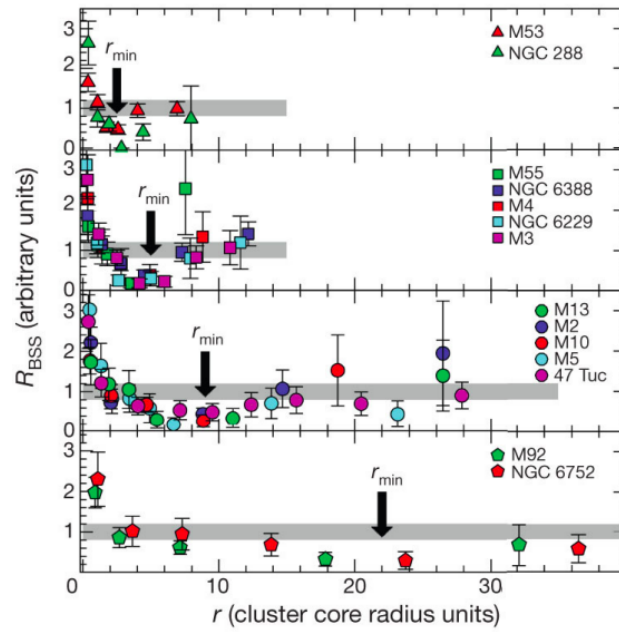 R_BSS (arbitrary units)
3
2
1
0
r_min
M53
NGC 288
3
2
1
0
r_min
M55
NGC 6388
M4
NGC 6229
M3
3
2
1
0
r_min
M13
M2
M10
M5
47 Tuc
3
2
1
0
r_min
M92
NGC 6752
0 10 20 30
r (cluster core radius units)